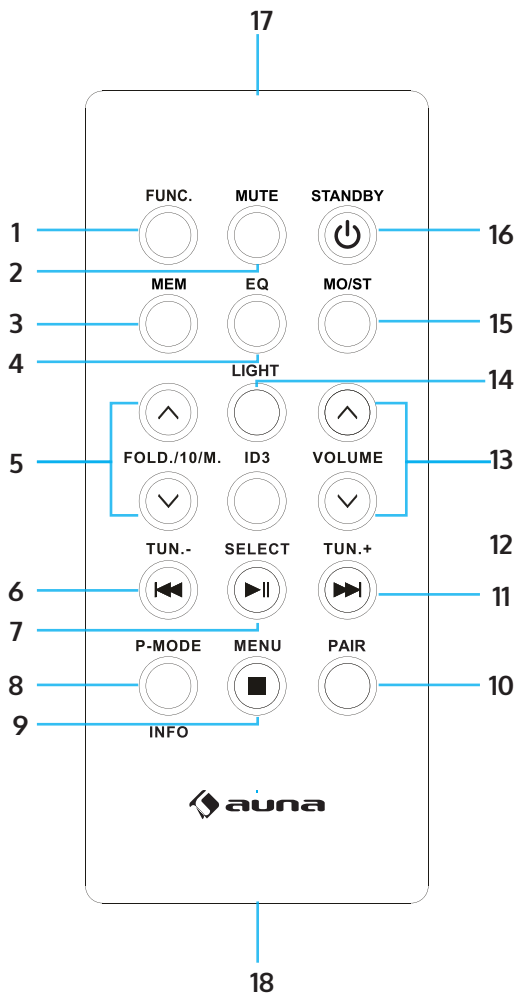 17
FUNC. MUTE STANDBY
1 16
2
MEM EQ MO/ST
3 15
4
LIGHT 14
5 FOLD./10/M. ID3 VOLUME 13
12
TUN.- SELECT TUN.+
6 11
7
P-MODE MENU PAIR
8 10
9
INFO
auna
18